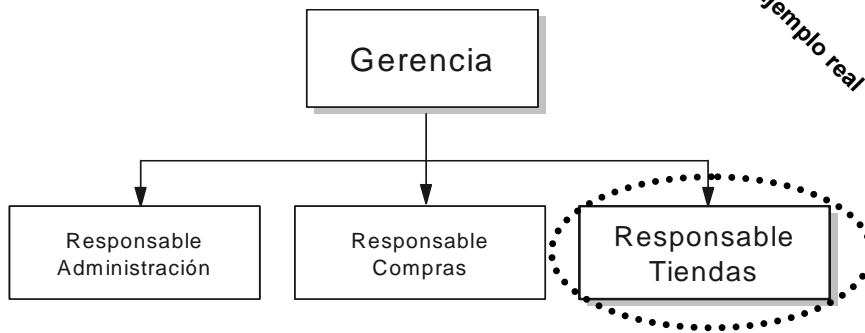 jemplo real
Gerencia
Responsable
Administración
Responsable
Compras
Responsable
Tiendas